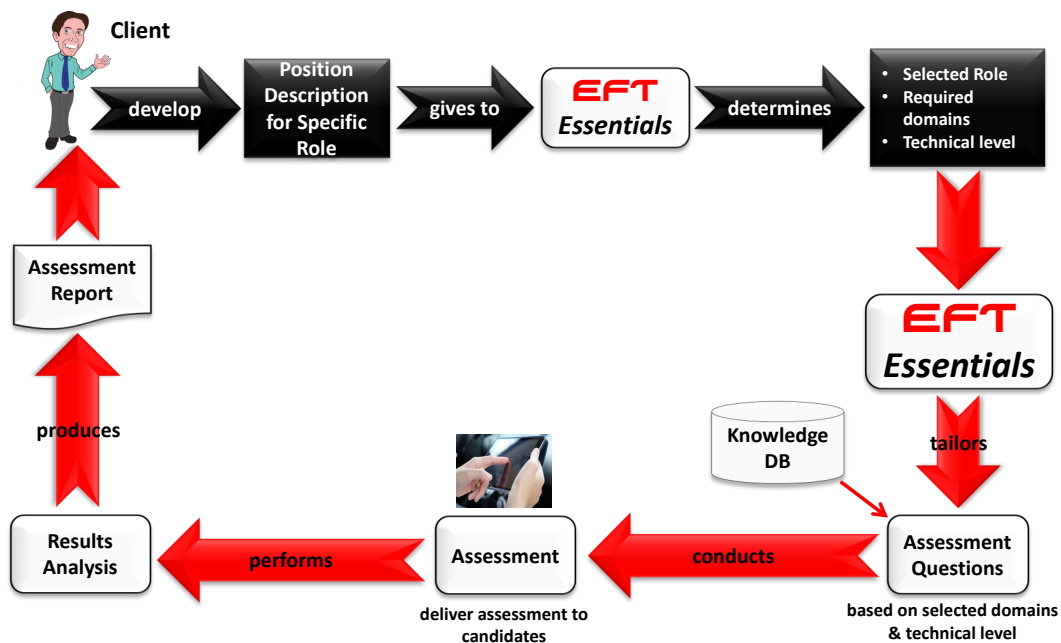 Client
develop
Position
Description
for Specific
Role
gives to
EFT
Essentials
determines
• Selected Role
• Required
domains
• Technical level
EFT
Essentials
tailors
Knowledge
DB
Assessment
Questions
based on selected domains
& technical level
conducts
Assessment
deliver assessment to
candidates
performs
Results
Analysis
produces
Assessment
Report